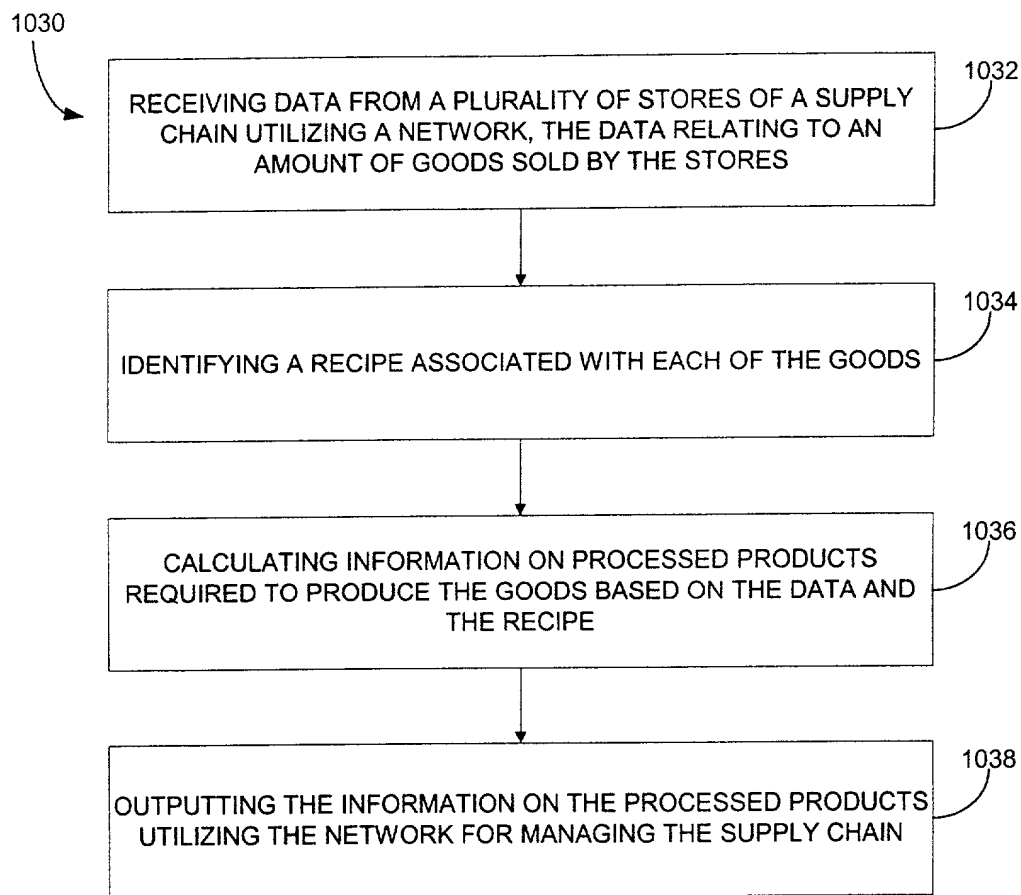 1030
1032
RECEIVING DATA FROM A PLURALITY OF STORES OF A SUPPLY
CHAIN UTILIZING A NETWORK, THE DATA RELATING TO AN
AMOUNT OF GOODS SOLD BY THE STORES
1034
IDENTIFYING A RECIPE ASSOCIATED WITH EACH OF THE GOODS
1036
CALCULATING INFORMATION ON PROCESSED PRODUCTS
REQUIRED TO PRODUCE THE GOODS BASED ON THE DATA AND
THE RECIPE
1038
OUTPUTTING THE INFORMATION ON THE PROCESSED PRODUCTS
UTILIZING THE NETWORK FOR MANAGING THE SUPPLY CHAIN